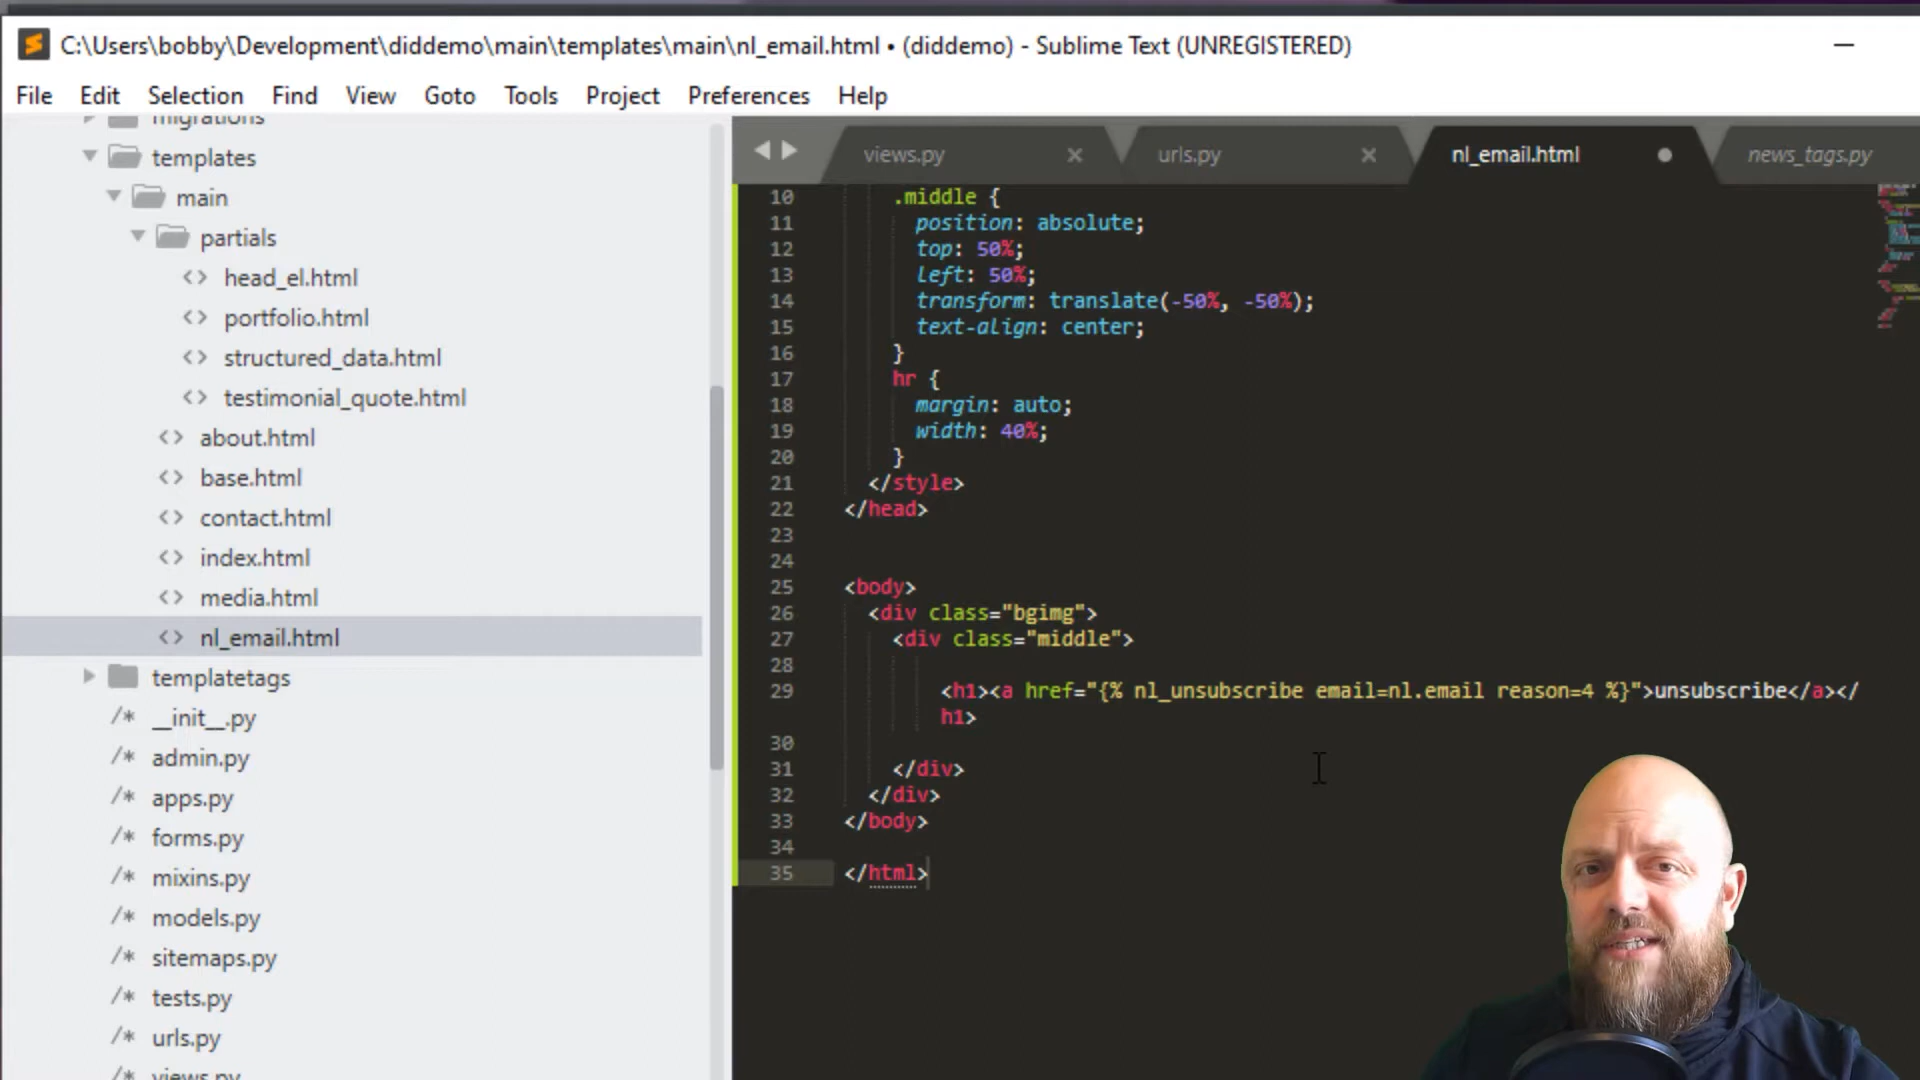 C:\Users\bobby\Development\diddemo\main\templates\main\nl_email.html • (diddemo) - Sublime Text (UNREGISTERED)
File Edit Selection Find View Goto Tools Project Preferences Help
migrations
templates
main
partials
<> head_el.html
<> portfolio.html
<> structured_data.html
<> testimonial_quote.html
<> about.html
<> base.html
<> contact.html
<> index.html
<> media.html
<> nl_email.html
templatetags
/* __init__.py
/* admin.py
/* apps.py
/* forms.py
/* mixins.py
/* models.py
/* sitemaps.py
/* tests.py
/* urls.py
views.py
views.py × urls.py × nl_email.html news_tags.py
10 .middle {
11 position: absolute;
12 top: 50%;
13 left: 50%;
14 transform: translate(-50%, -50%);
15 text-align: center;
16 }
17 hr {
18 margin: auto;
19 width: 40%;
20 }
21 </style>
22 </head>
23
24
25 <body>
26 <div class="bgimg">
27 <div class="middle">
28
29 <h1><a href="{% nl_unsubscribe email=nl.email reason=4 %}">unsubscribe</a></
h1>
30
31 </div>
32 </div>
33 </body>
34
35 </html>